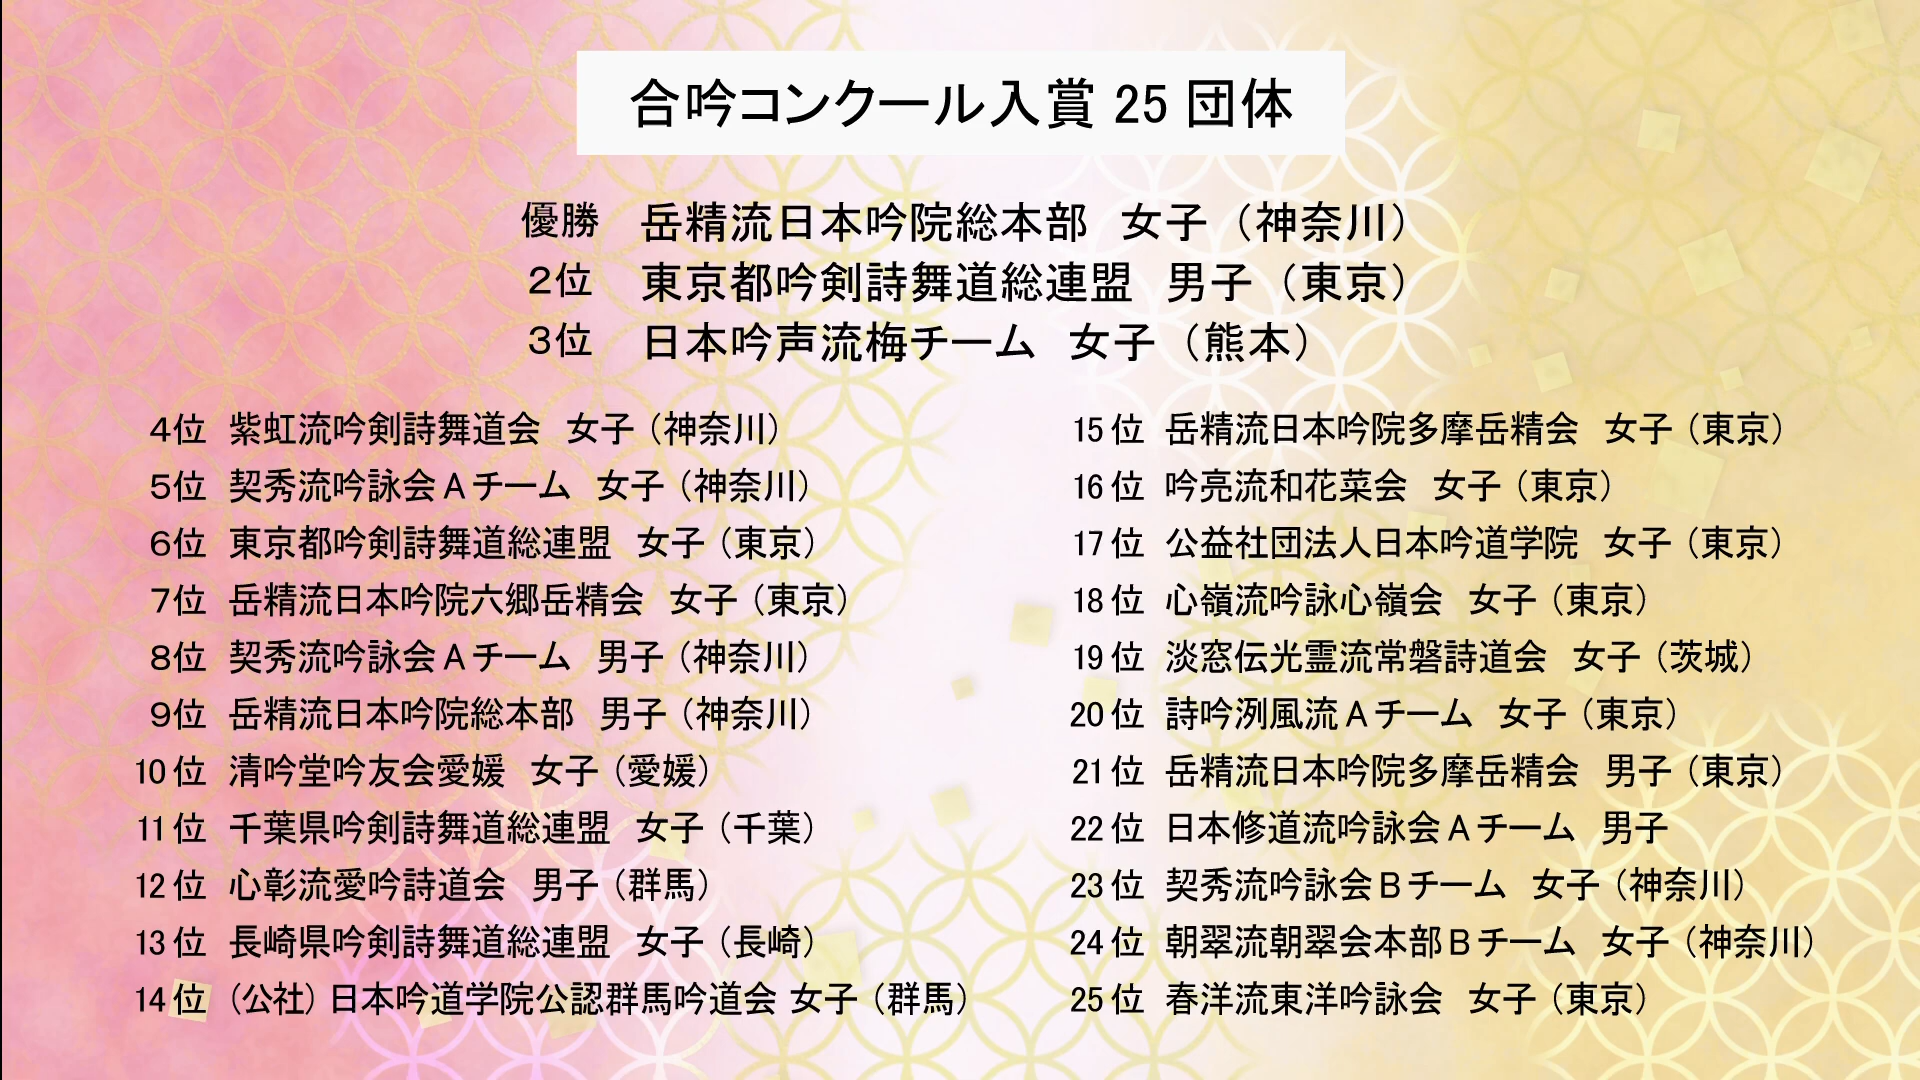 合吟コンクール入賞 25 団体
優勝 岳精流日本吟院総本部 女子（神奈川）
2位 東京都吟剣詩舞道総連盟 男子（東京）
3位 日本吟声流梅チーム 女子（熊本）
4位 紫虹流吟剣詩舞道会 女子（神奈川）
5位 契秀流吟詠会Aチーム 女子（神奈川）
6位 東京都吟剣詩舞道総連盟 女子（東京）
7位 岳精流日本吟院六郷岳精会 女子（東京）
8位 契秀流吟詠会Aチーム 男子（神奈川）
9位 岳精流日本吟院総本部 男子（神奈川）
10位 清吟堂吟友会愛媛 女子（愛媛）
11位 千葉県吟剣詩舞道総連盟 女子（千葉）
12位 心彰流愛吟詩道会 男子（群馬）
13位 長崎県吟剣詩舞道総連盟 女子（長崎）
14位 （公社）日本吟道学院公認群馬吟道会 女子（群馬）
15位 岳精流日本吟院多摩岳精会 女子（東京）
16位 吟亮流和花菜会 女子（東京）
17位 公益社団法人日本吟道学院 女子（東京）
18位 心嶺流吟詠心嶺会 女子（東京）
19位 淡窓伝光霊流常磐詩道会 女子（茨城）
20位 詩吟洌風流Aチーム 女子（東京）
21位 岳精流日本吟院多摩岳精会 男子（東京）
22位 日本修道流吟詠会Aチーム 男子
23位 契秀流吟詠会Bチーム 女子（神奈川）
24位 朝翠流朝翠会本部Bチーム 女子（神奈川）
25位 春洋流東洋吟詠会 女子（東京）